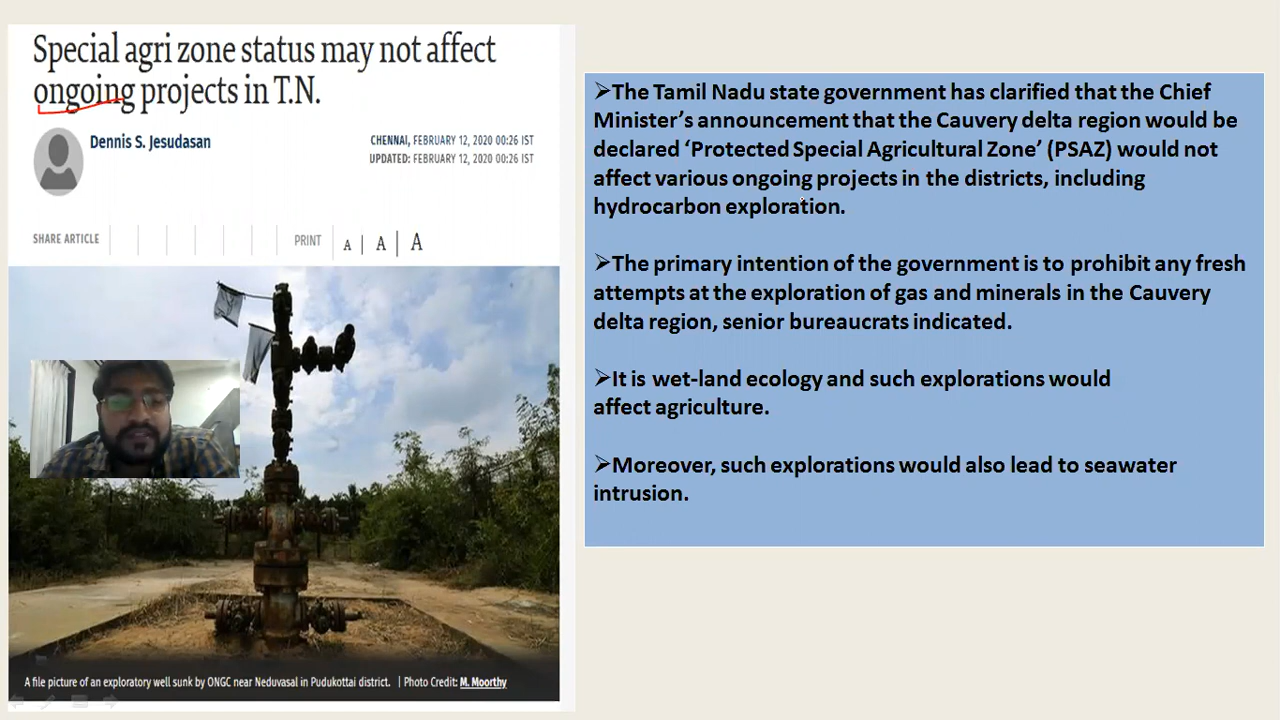 Special agri zone status may not affect
ongoing projects in T.N.
Dennis S. Jesudasan
CHENNAI, FEBRUARY 12, 2020 00:26 IST
UPDATED: FEBRUARY 12, 2020 00:26 IST
SHARE ARTICLE
PRINT
A | A | A
A file picture of an exploratory well sunk by ONGC near Neduvasal in Pudukottai district. | Photo Credit: M. Moorthy
➢The Tamil Nadu state government has clarified that the Chief
Minister’s announcement that the Cauvery delta region would be
declared ‘Protected Special Agricultural Zone’ (PSAZ) would not
affect various ongoing projects in the districts, including
hydrocarbon exploration.
➢The primary intention of the government is to prohibit any fresh
attempts at the exploration of gas and minerals in the Cauvery
delta region, senior bureaucrats indicated.
➢It is wet-land ecology and such explorations would
affect agriculture.
➢Moreover, such explorations would also lead to seawater
intrusion.